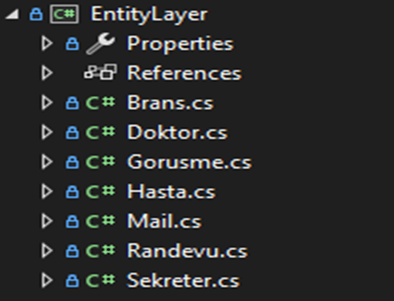 C# EntityLayer
Properties
References
C# Brans.cs
C# Doktor.cs
C# Gorusme.cs
C# Hasta.cs
C# Mail.cs
C# Randevu.cs
C# Sekreter.cs